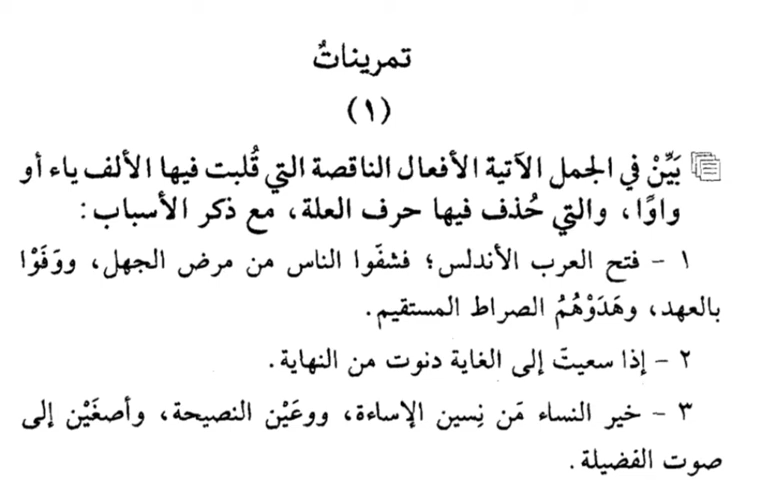 تمريناتٌ
(١)
بَيِّنْ في الجمل الآتية الأفعال الناقصة التي قُلبت فيها الألف ياء أو
واوًا، والتي حُذف فيها حرف العلة، مع ذكر الأسباب:
١ - فتح العرب الأندلس؛ فشفَوا الناس من مرض الجهل، ووَفَوْا
بالعهد، وهَدَوْهُمُ الصراط المستقيم.
٢ - إذا سعيتَ إلى الغاية دنوت من النهاية.
٣ - خير النساء مَن نِسين الإساءة، ووعَيْن النصيحة، وأصغَيْن إلى
صوت الفضيلة.